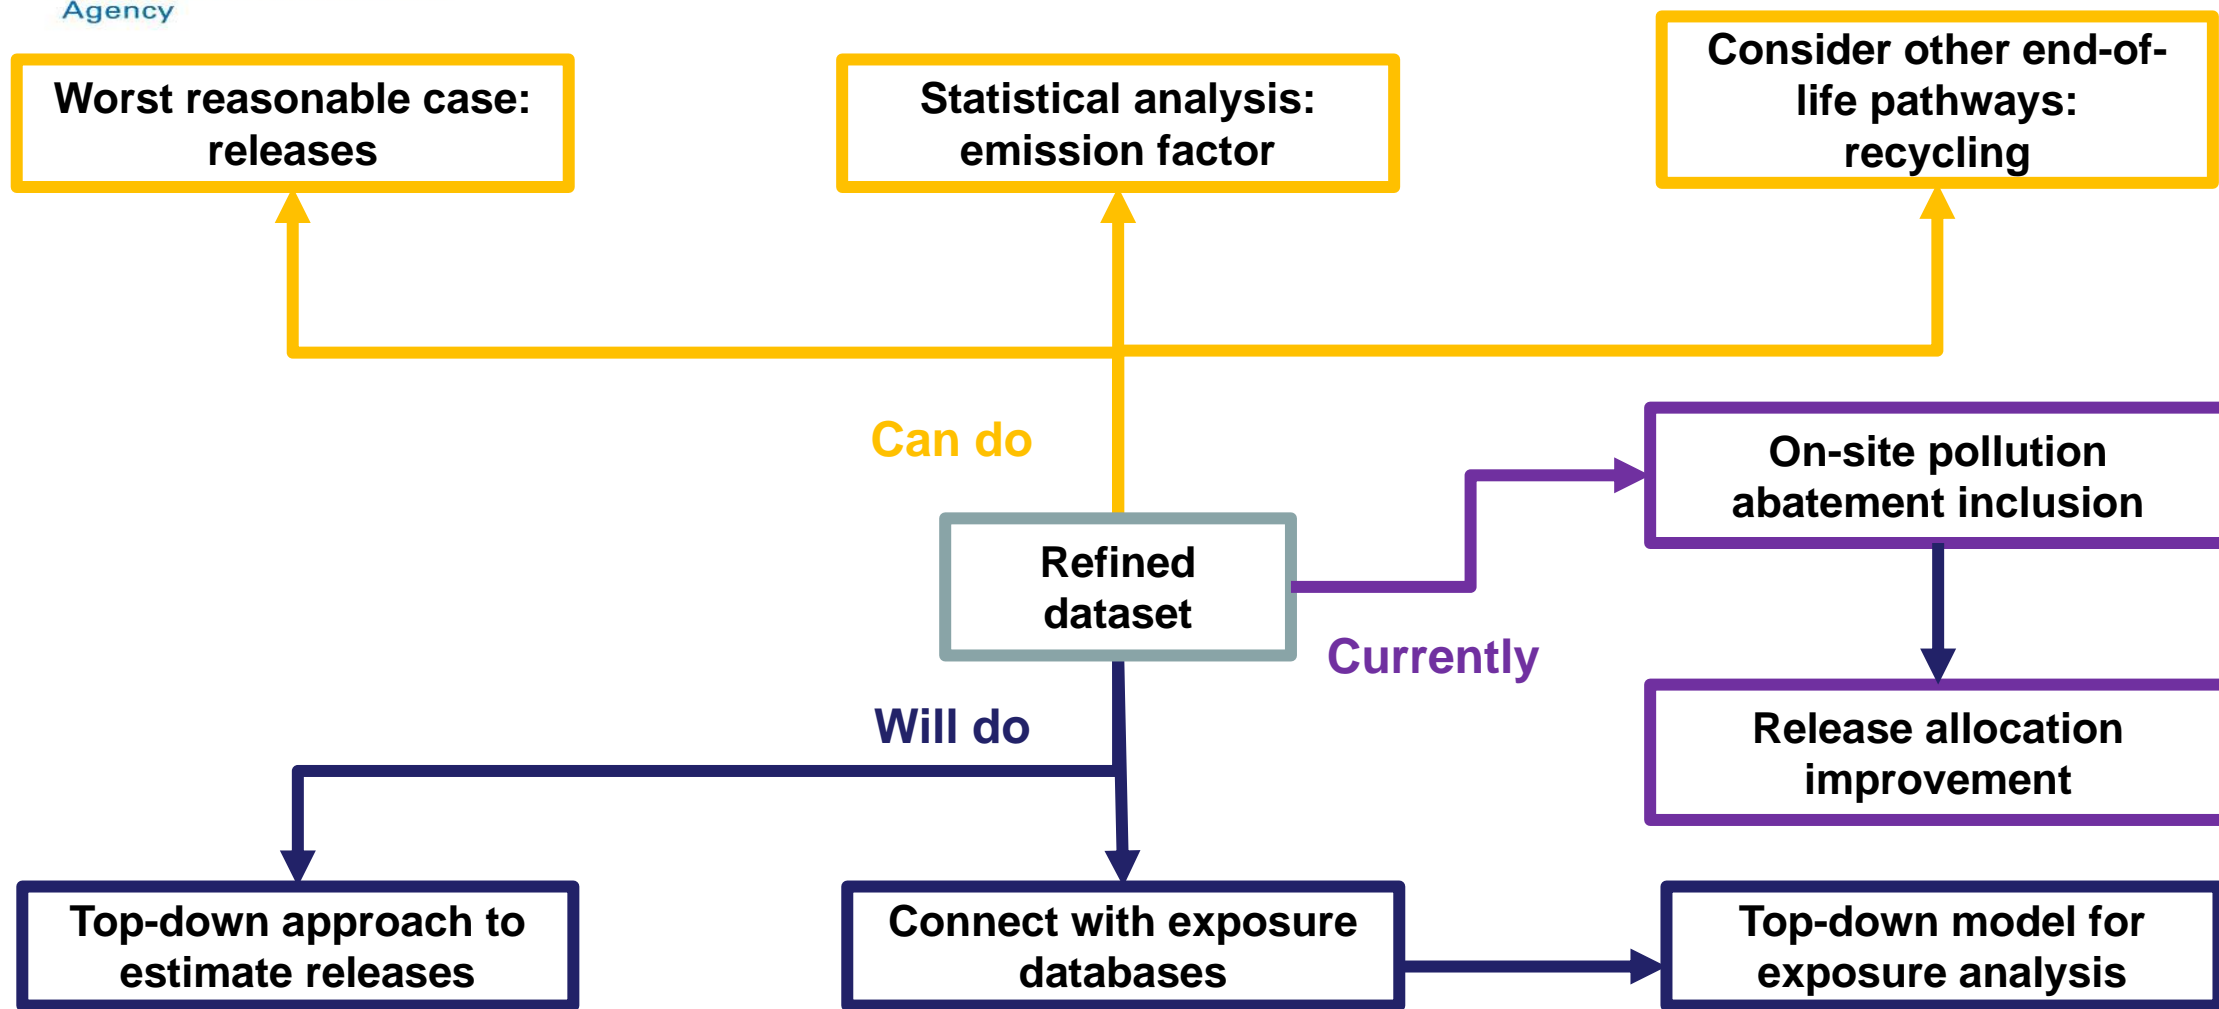 Agency
Worst reasonable case:
releases
Statistical analysis:
emission factor
Consider other end-of-
life pathways:
recycling
Can do
On-site pollution
abatement inclusion
Refined
dataset
Currently
Will do
Release allocation
improvement
Top-down approach to
estimate releases
Connect with exposure
databases
Top-down model for
exposure analysis